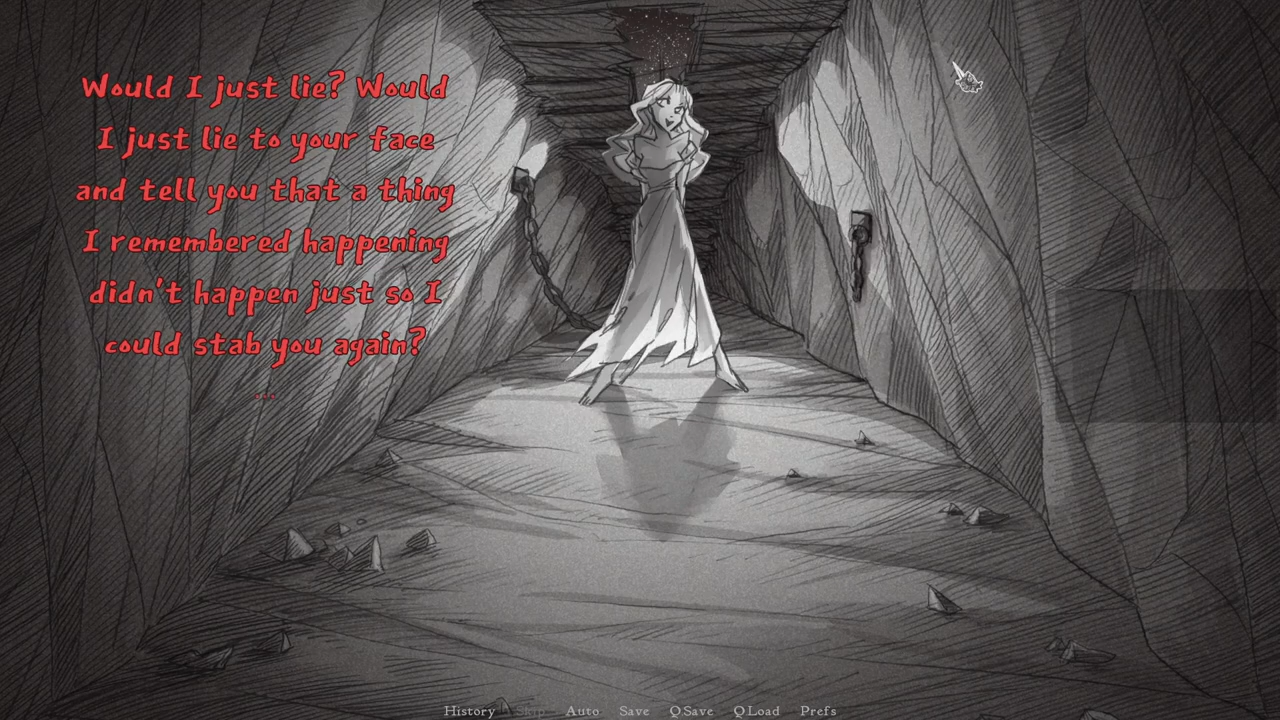 Would I just lie? Would
I just lie to your face
and tell you that a thing
I remembered happening
didn't happen just so I
could stab you again?
...
History Skip Auto Save Q.Save Q.Load Prefs